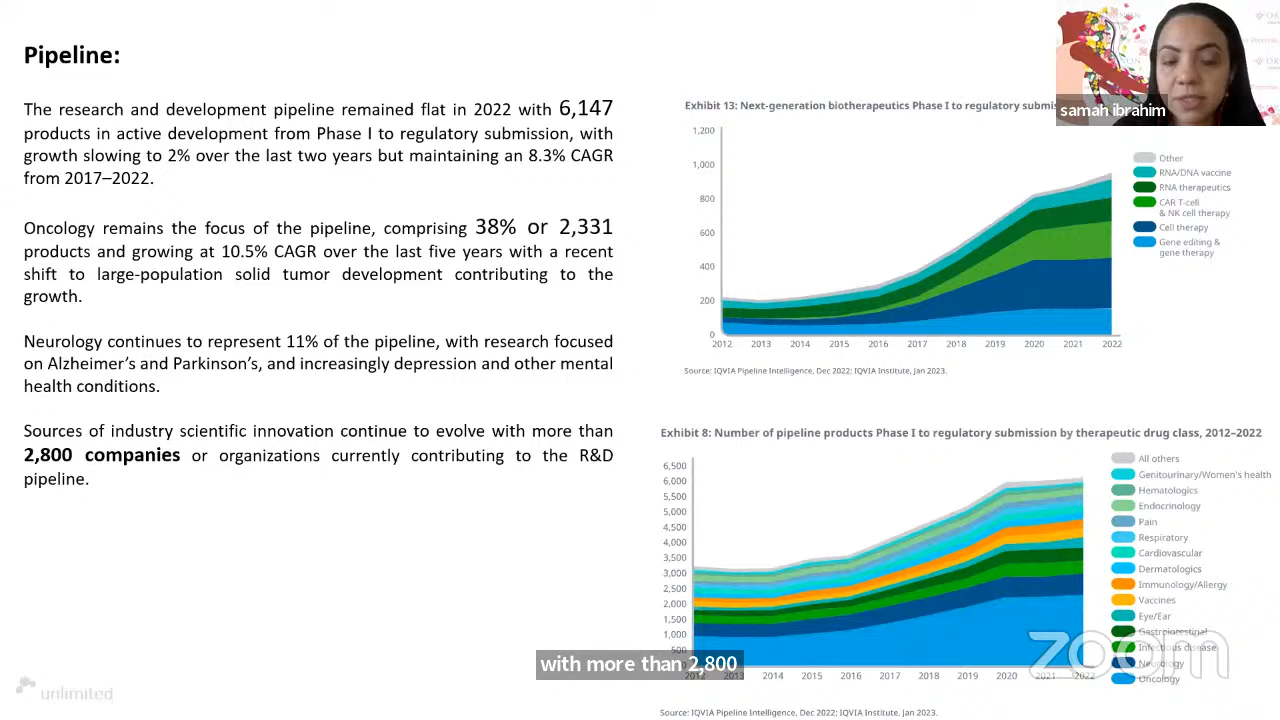 Pipeline:
The research and development pipeline remained flat in 2022 with 6,147
products in active development from Phase I to regulatory submission, with
growth slowing to 2% over the last two years but maintaining an 8.3% CAGR
from 2017–2022.
Oncology remains the focus of the pipeline, comprising 38% or 2,331
products and growing at 10.5% CAGR over the last five years with a recent
shift to large-population solid tumor development contributing to the
growth.
Neurology continues to represent 11% of the pipeline, with research focused
on Alzheimer's and Parkinson's, and increasingly depression and other mental
health conditions.
Sources of industry scientific innovation continue to evolve with more than
2,800 companies or organizations currently contributing to the R&D
pipeline.
unlimited
samah ibrahim
Exhibit 13: Next-generation biotherapeutics Phase I to regulatory
1,200
1,000
800
600
400
200
0
2012 2013 2014 2015 2016 2017 2018 2019 2020 2021 2022
Other
RNA/DNA vaccine
RNA therapeutics
CAR T-cell
& NK cell therapy
Cell therapy
Gene editing &
gene therapy
Source: IQVIA Pipeline Intelligence, Dec 2022; IQVIA Institute, Jan 2023.
Exhibit 8: Number of pipeline products Phase I to regulatory submission by therapeutic drug class, 2012–2022
6,500
6,000
5,500
5,000
4,500
4,000
3,500
3,000
2,500
2,000
1,500
1,000
500
2012 2013 2014 2015 2016 2017 2018 2019 2020 2021 2022
All others
Genitourinary/Women's health
Hematologics
Endocrinology
Pain
Respiratory
Cardiovascular
Dermatologics
Immunology/Allergy
Vaccines
Eye/Ear
Gastrointestinal
Infectious disease
Neurology
Oncology
zoom
with more than 2,800
Source: IQVIA Pipeline Intelligence, Dec 2022; IQVIA Institute, Jan 2023.